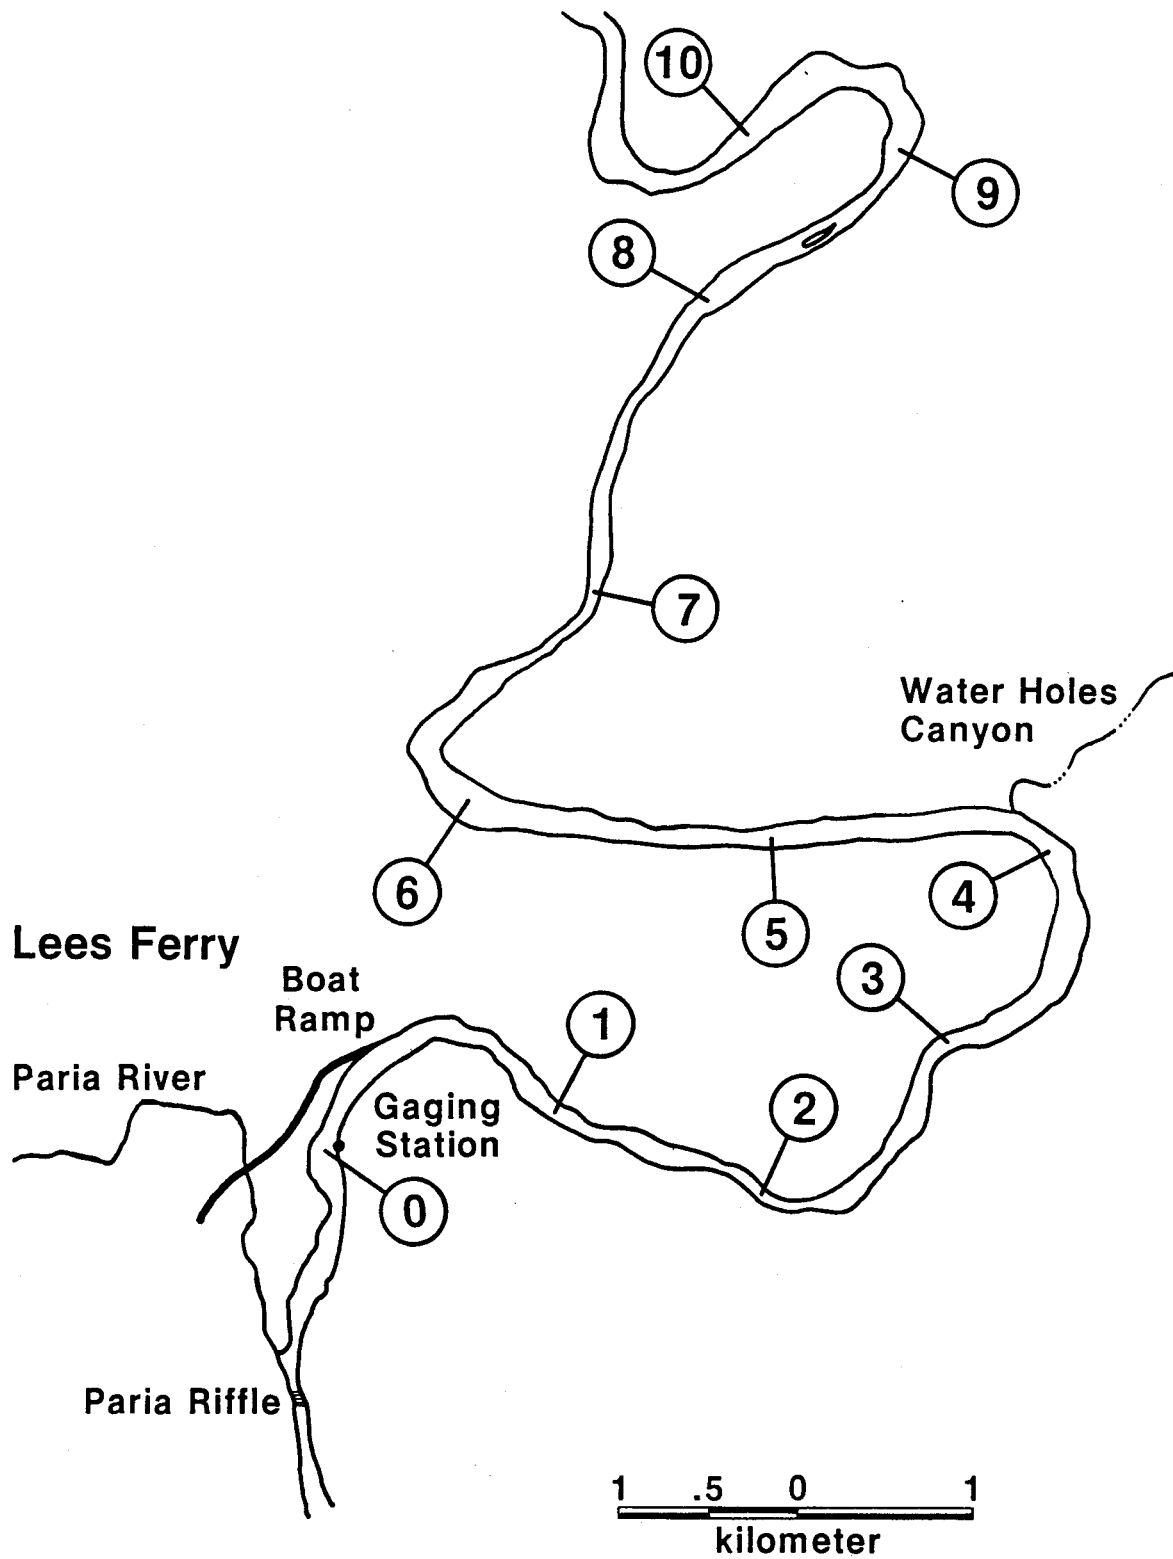 10
9
8
7
Water Holes
Canyon
6
4
5
Lees Ferry
3
Boat
Ramp
1
Paria River
Gaging
Station
2
0
Paria Riffle
1 .5 0 1
kilometer